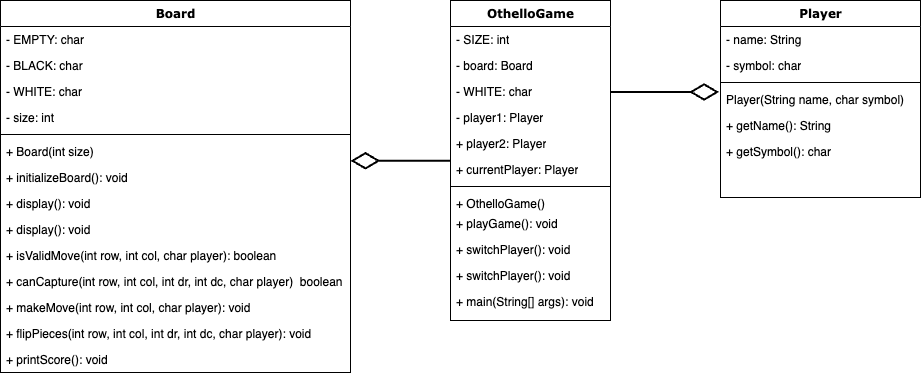 Board
- EMPTY: char
- BLACK: char
- WHITE: char
- size: int
+ Board(int size)
+ initializeBoard(): void
+ display(): void
+ display(): void
+ isValidMove(int row, int col, char player): boolean
+ canCapture(int row, int col, int dr, int dc, char player)  boolean
+ makeMove(int row, int col, char player): void
+ flipPieces(int row, int col, int dr, int dc, char player): void
+ printScore(): void
OthelloGame
- SIZE: int
- board: Board
- WHITE: char
- player1: Player
+ player2: Player
+ currentPlayer: Player
+ OthelloGame()
+ playGame(): void
+ switchPlayer(): void
+ switchPlayer(): void
+ main(String[] args): void
Player
- name: String
- symbol: char
Player(String name, char symbol)
+ getName(): String
+ getSymbol(): char